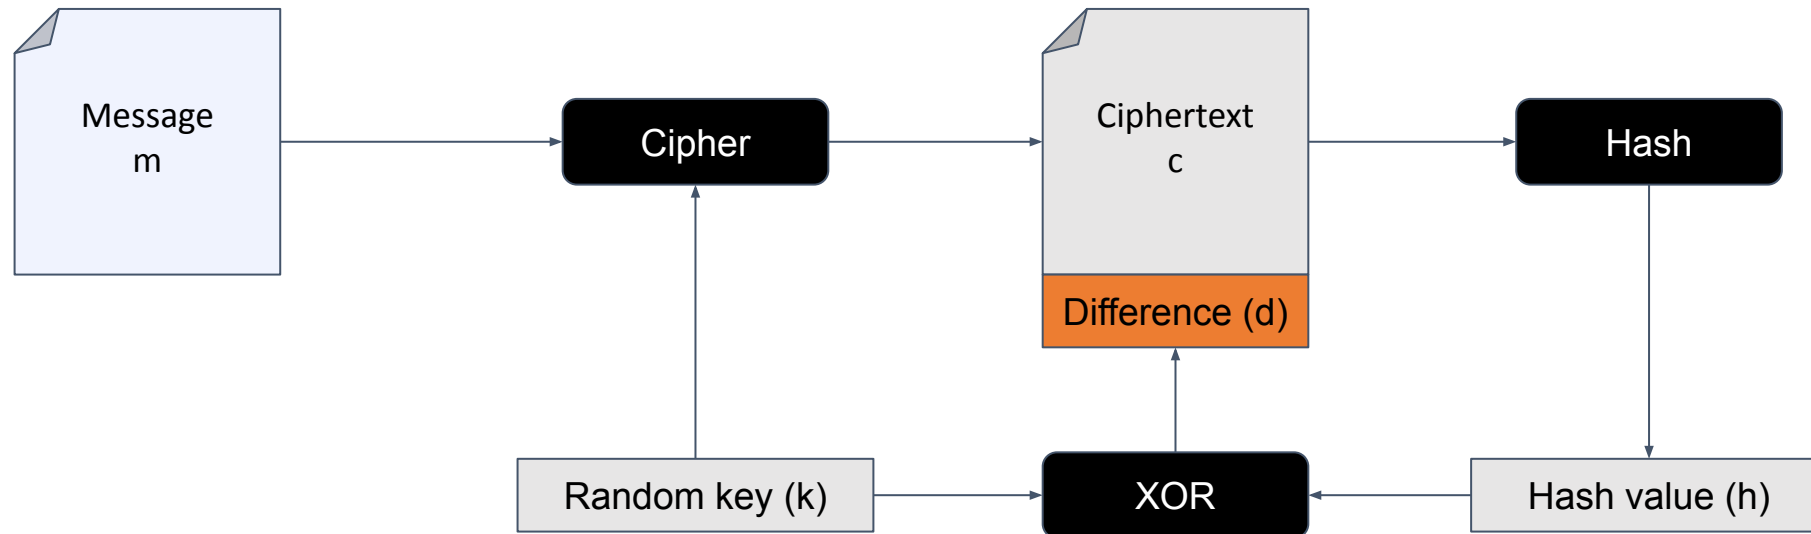 Message
m
Cipher
Ciphertext
c
Hash
Difference (d)
Random key (k)
XOR
Hash value (h)